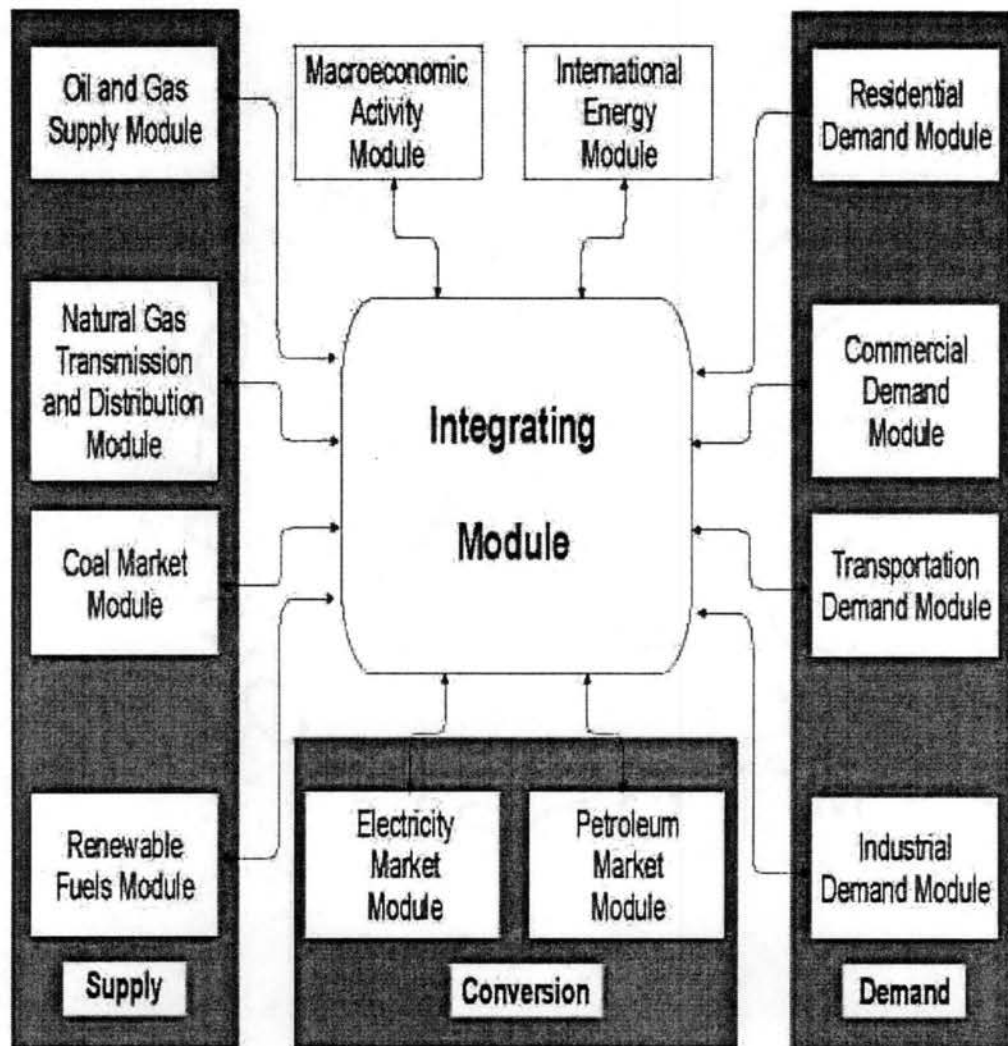 Oil and Gas
Supply Module
Macroeconomic
Activity
Module
International
Energy
Module
Residential
Demand Module
Natural Gas
Transmission
and Distribution
Module
Integrating
Module
Commercial
Demand
Module
Coal Market
Module
Transportation
Demand Module
Renewable
Fuels Module
Electricity
Market
Module
Petroleum
Market
Module
Industrial
Demand Module
Supply
Conversion
Demand